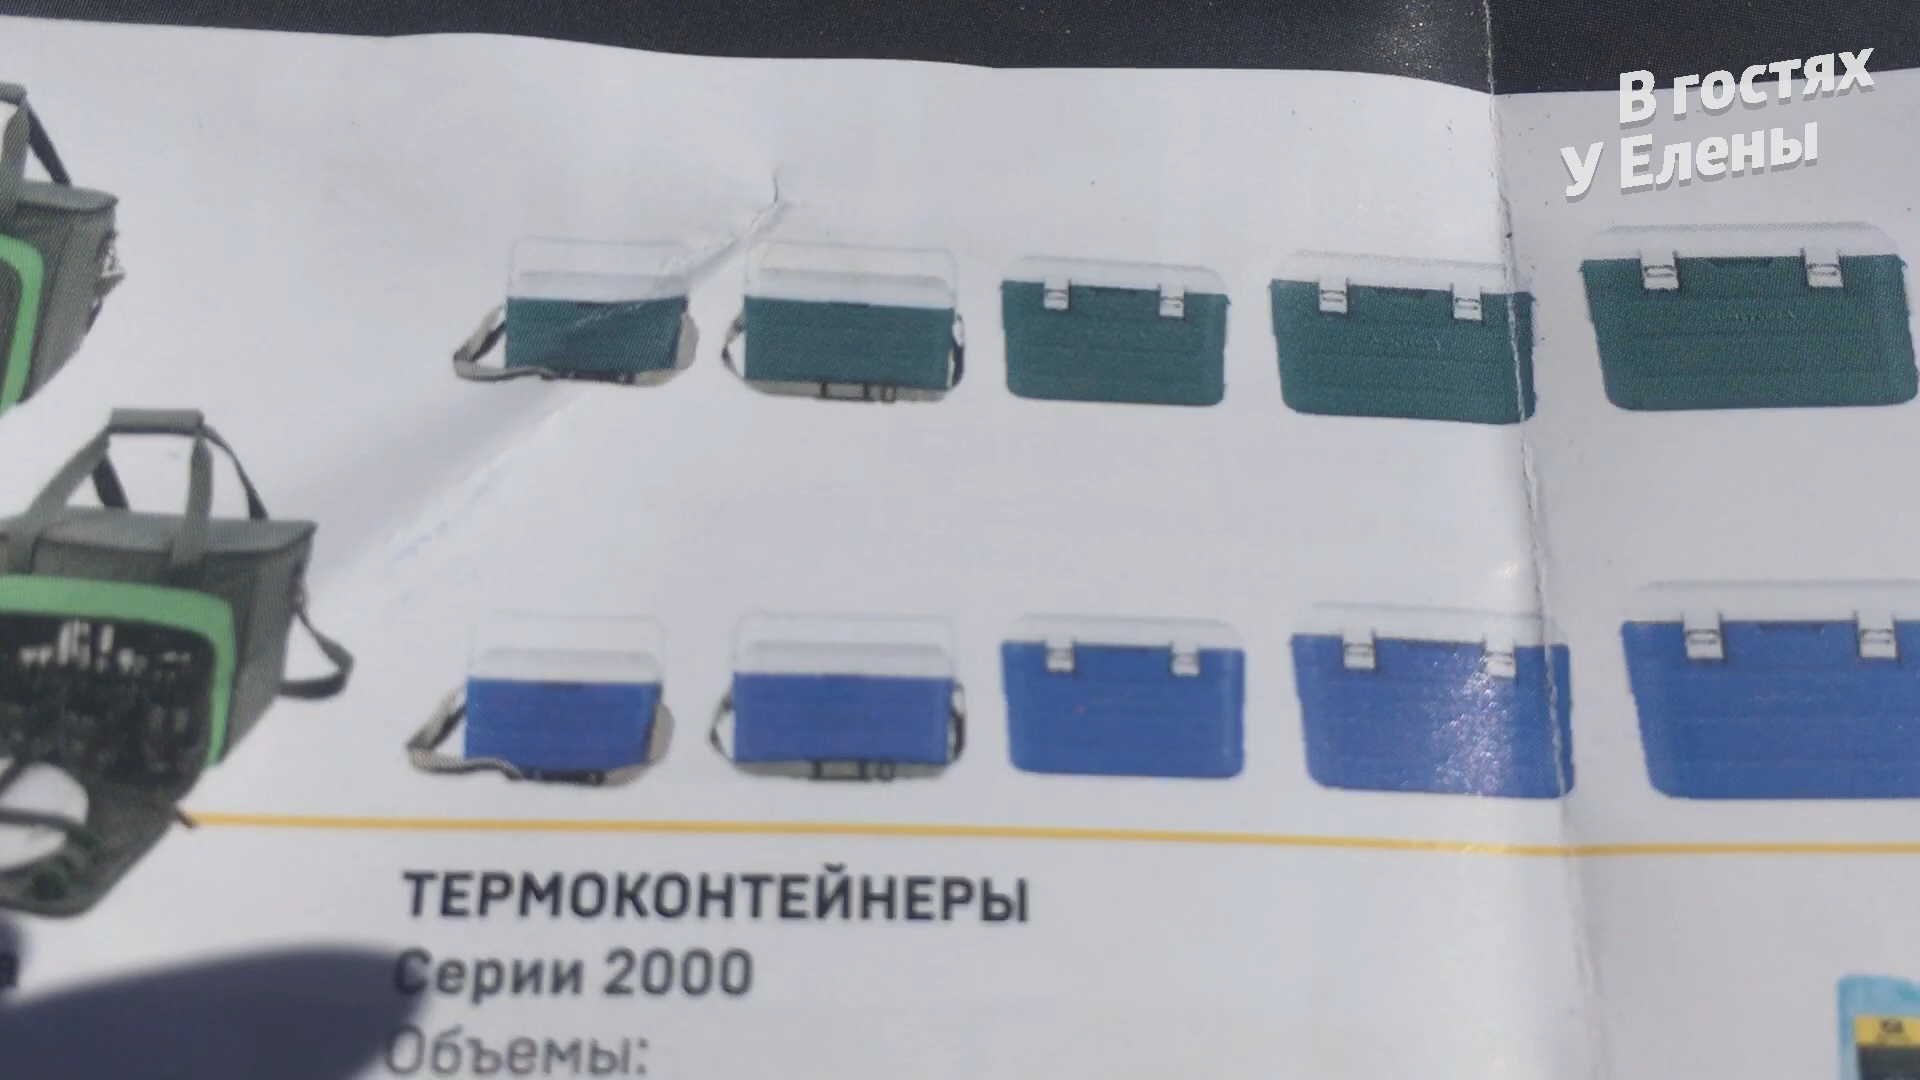 В гостях
у Елены
ТЕРМОКОНТЕЙНЕРЫ
Серии 2000
Объемы: